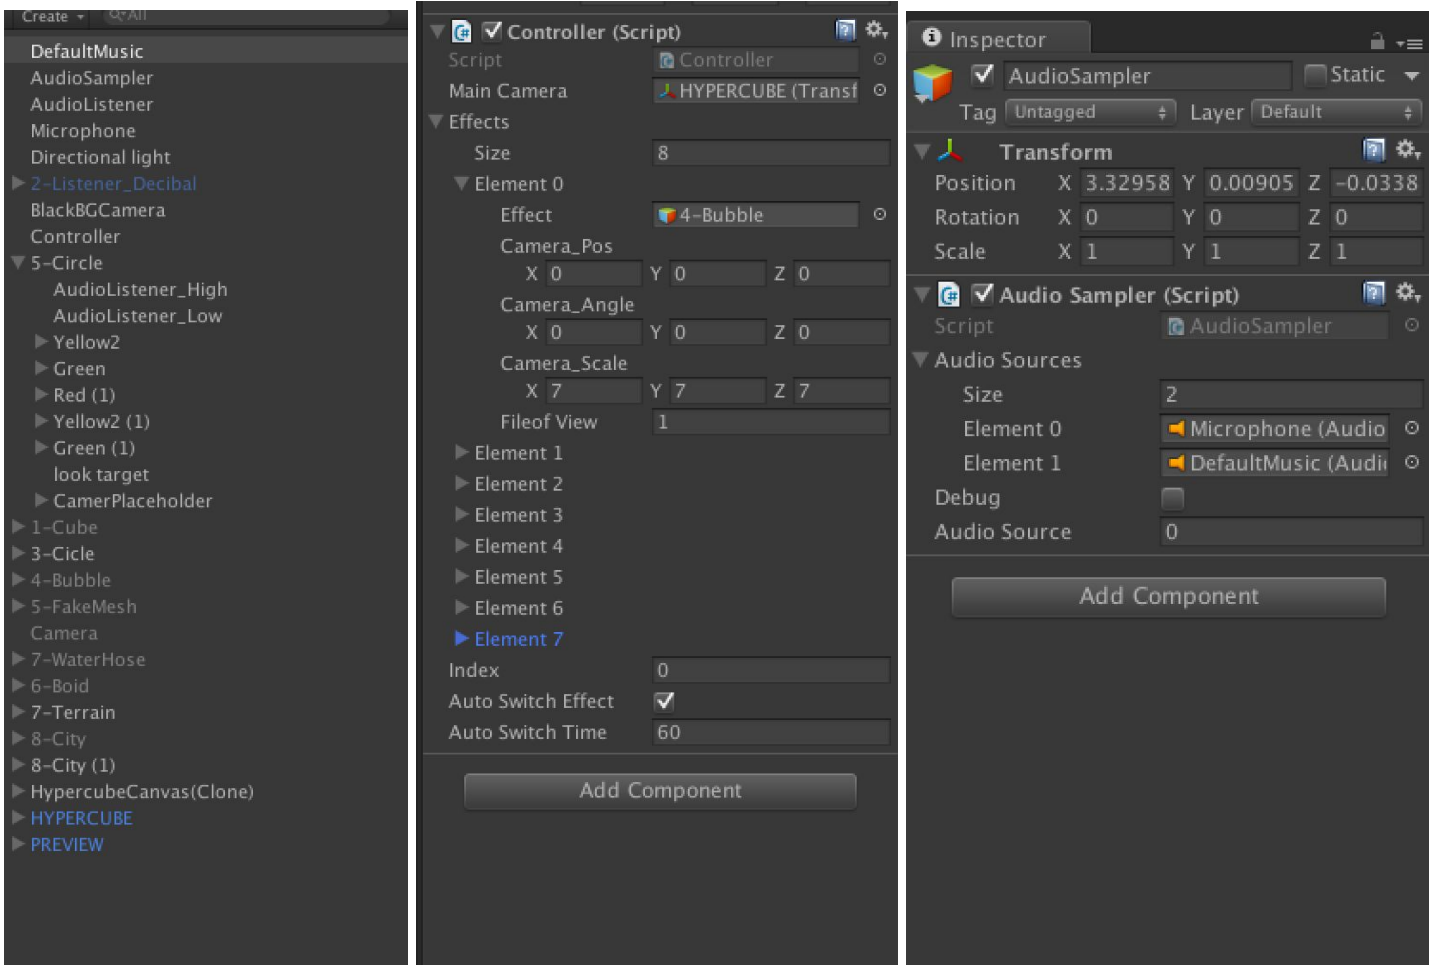 Create
All
DefaultMusic
AudioSampler
AudioListener
Microphone
Directional light
2-Listener_Decibal
BlackBGCamera
Controller
5-Circle
AudioListener_High
AudioListener_Low
Yellow2
Green
Red (1)
Yellow2 (1)
Green (1)
look target
CamerPlaceholder
1-Cube
3-Cicle
4-Bubble
5-FakeMesh
Camera
7-WaterHose
6-Boid
7-Terrain
8-City
8-City (1)
HypercubeCanvas(Clone)
HYPERCUBE
PREVIEW
Controller (Script)
Script Controller
Main Camera HYPERCUBE (Transf
Effects
Size 8
Element 0
Effect 4-Bubble
Camera_Pos
X 0 Y 0 Z 0
Camera_Angle
X 0 Y 0 Z 0
Camera_Scale
X 7 Y 7 Z 7
Fileof View 1
Element 1
Element 2
Element 3
Element 4
Element 5
Element 6
Element 7
Index 0
Auto Switch Effect
Auto Switch Time 60
Add Component
Inspector
AudioSampler Static
Tag Untagged Layer Default
Transform
Position X 3.32958 Y 0.00905 Z -0.0338
Rotation X 0 Y 0 Z 0
Scale X 1 Y 1 Z 1
Audio Sampler (Script)
Script AudioSampler
Audio Sources
Size 2
Element 0 Microphone (Audio
Element 1 DefaultMusic (Audi
Debug
Audio Source 0
Add Component